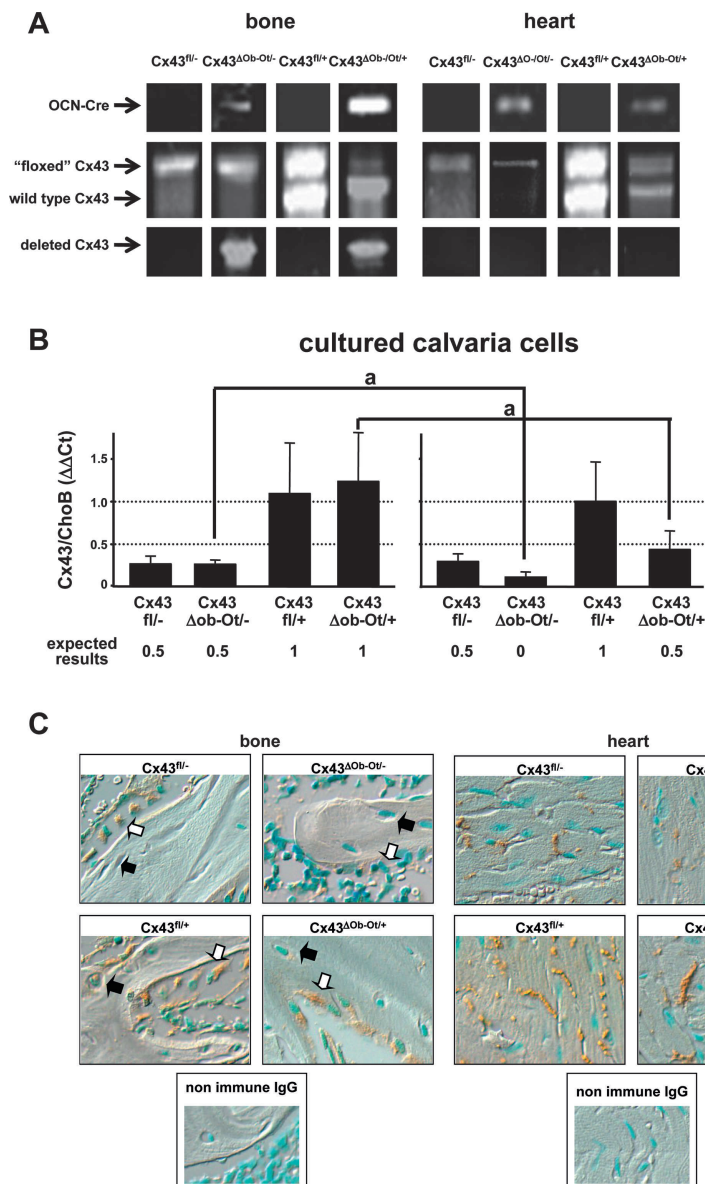 A
bone heart
Cx43fl/- Cx43ΔOb-Ot/- Cx43fl/+ Cx43ΔOb-/Ot/+ Cx43fl/- Cx43ΔO-/Ot/- Cx43fl/+ Cx43ΔOb-Ot/+
OCN-Cre
“floxed” Cx43
wild type Cx43
deleted Cx43
B
cultured calvaria cells
a
a
Cx43/ChoB (ΔΔCt)
1.5
1.0
0.5
0
Cx43 Cx43 Cx43 Cx43 Cx43 Cx43 Cx43 Cx43
fl/- Δob-Ot/- fl/+ Δob-Ot/+ fl/- Δob-Ot/- fl/+ Δob-Ot/+
expected
results 0.5 0.5 1 1 0.5 0 1 0.5
C
bone heart
Cx43fl/- Cx43ΔOb-Ot/- Cx43fl/-
Cx43fl/+ Cx43ΔOb-Ot/+ Cx43fl/+
non immune IgG non immune IgG